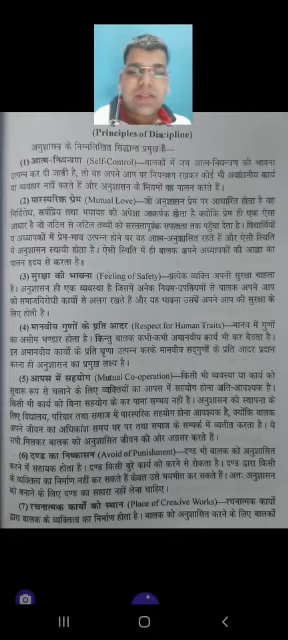 (Principles of Discipline)
अनुशासन के निम्नलिखित सिद्धान्त प्रमुख हैं—
(1) आत्म-नियन्त्रण (Self-Control)—बालकों में जब आत्म-नियन्त्रण की भावना
उत्पन्न कर दी जाती है, तो वह अपने आप पर नियन्त्रण रखकर कोई भी अवांछनीय कार्य
या व्यवहार नहीं करते हैं और अनुशासन के नियमों का पालन करते हैं।
(2) पारस्परिक प्रेम (Mutual Love)—जो अनुशासन प्रेम पर आधारित होता है वह
निर्विरोध, सर्वप्रिय तथा भयावह की अपेक्षा आकर्षक होता है क्योंकि प्रेम ही एक ऐसा
आधार है जो जटिल से जटिल तथ्यों को सरलतापूर्वक सफलता तक पहुँचा देता है। विद्यार्थियों
व अध्यापकों में प्रेम-भाव उत्पन्न होने पर वह आत्म-अनुशासित रहते हैं और ऐसी स्थिति
में अनुशासन स्थायी होता है। ऐसी स्थिति में ही बालक अपने अध्यापकों की आज्ञा का
पालन हृदय से करता है।
(3) सुरक्षा की भावना (Feeling of Safety)—प्रत्येक व्यक्ति अपनी सुरक्षा चाहता
है। अनुशासन ही एक व्यवस्था है जिसमें अनेक नियम-उपनियमों से बालक अपने आप
को समाजविरोधी कार्यों से अलग रखते हैं और यह भावना उसमें अपने आप की सुरक्षा के
लिए होती है।
(4) मानवीय गुणों के प्रति आदर (Respect for Human Traits)—मानव में गुणों
का असीम भण्डार होता है। किन्तु बालक कभी-कभी अमानवीय कार्य भी कर बैठता है।
इन अमानवीय कार्यों के प्रति घृणा उत्पन्न करके मानवीय सद्गुणों के प्रति आदर प्रदान
करना ही अनुशासन का प्रमुख लक्ष्य है।
(5) आपस में सहयोग (Mutual Co-operation)—किसी भी व्यवस्था या कार्य को
सुचारू रूप से चलाने के लिए व्यक्तियों का आपस में सहयोग होना अति-आवश्यक है।
किसी भी कार्य को बिना सहयोग के कर पाना सम्भव नहीं है। अनुशासन की स्थापना के
लिए विद्यालय, परिवार तथा समाज में पारस्परिक सहयोग होना आवश्यक है, क्योंकि बालक
अपने जीवन का अधिकांश समय घर पर तथा समाज के सम्पर्क में व्यतीत करता है। ये
सभी मिलकर बालक को अनुशासित जीवन की ओर अग्रसर करते हैं।
(6) दण्ड का निष्कासन (Avoid of Punishment)—दण्ड भी बालक को अनुशासित
करने में सहायक होता है। दण्ड किसी बुरे कार्य को करने से रोकता है। दण्ड द्वारा किसी
के व्यक्तित्व का निर्माण नहीं कर सकते हैं केवल उसे भयभीत कर सकते हैं। अतः अनुशासन
को बनाने के लिए दण्ड का सहारा नहीं लेना चाहिए।
(7) रचनात्मक कार्यों को स्थान (Place of Creative Works)—रचनात्मक कार्यों
द्वारा बालक के व्यक्तित्व का निर्माण होता है। बालक को अनुशासित करने के लिए बालकों